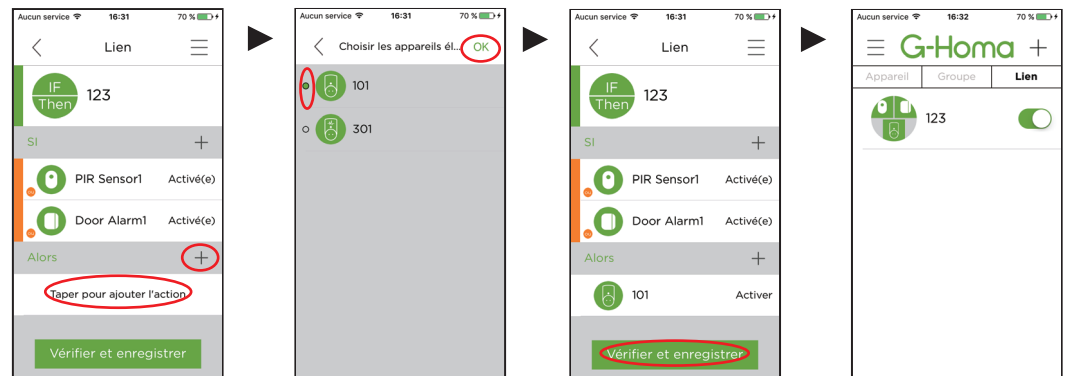 Aucun service 16:31 70 %
Lien
IF
Then
123
SI +
PIR Sensor1 Activé(e)
Door Alarm1 Activé(e)
Alors +
Taper pour ajouter l'action
Vérifier et enregistrer
Aucun service 16:31 70 %
Choisir les appareils él... OK
101
301
Aucun service 16:31 70 %
Lien
IF
Then
123
SI +
PIR Sensor1 Activé(e)
Door Alarm1 Activé(e)
Alors +
101 Activer
Vérifier et enregistrer
Aucun service 16:32 70 %
G-Homa +
Appareil Groupe Lien
123